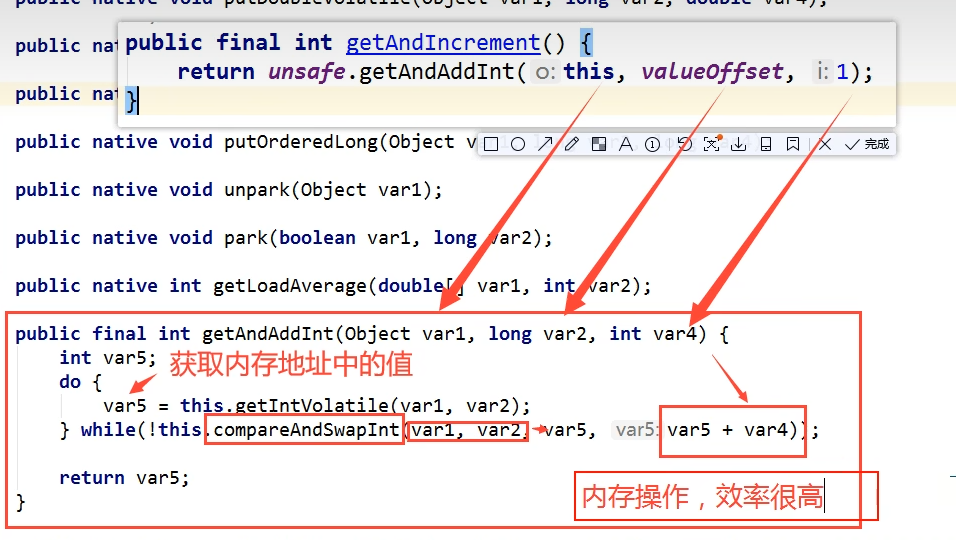 public native void putDoubleVolatile(Object var1, long var2, double var4);
public final int getAndIncrement() {
return unsafe.getAndAddInt( o: this, valueOffset, i: 1);
}
public nat
public nat
public native void putOrderedLong(Object v
完成
public native void unpark(Object var1);
public native void park(boolean var1, long var2);
public native int getLoadAverage(double[] var1, int var2);
public final int getAndAddInt(Object var1, long var2, int var4) {
int var5;
获取内存地址中的值
do {
var5 = this.getIntVolatile(var1, var2);
} while(!this.compareAndSwapInt(var1, var2, var5, var5: var5 + var4));
return var5;
内存操作，效率很高
}